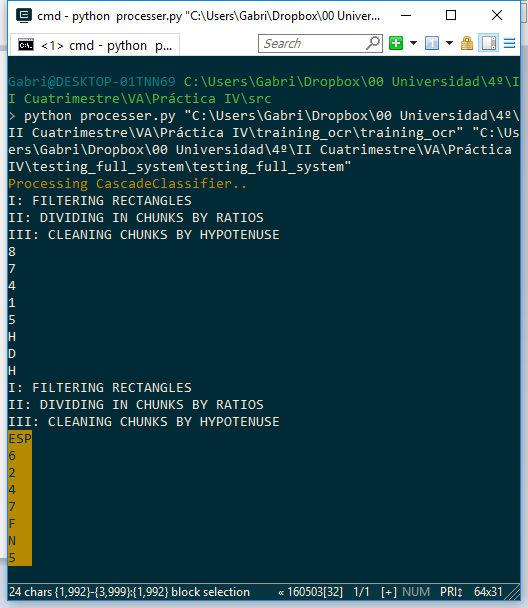 cmd - python  processer.py "C:\Users\Gabri\Dropbox\00 Univer...
<1> cmd - python  p...
Search
Gabri@DESKTOP-01TNN69 C:\Users\Gabri\Dropbox\00 Universidad\4º\I
I Cuatrimestre\VA\Práctica IV\src
> python processer.py "C:\Users\Gabri\Dropbox\00 Universidad\4º\
II Cuatrimestre\VA\Práctica IV\training_ocr\training_ocr" "C:\Us
ers\Gabri\Dropbox\00 Universidad\4º\II Cuatrimestre\VA\Práctica
IV\testing_full_system\testing_full_system"
Processing CascadeClassifier..
I: FILTERING RECTANGLES
II: DIVIDING IN CHUNKS BY RATIOS
III: CLEANING CHUNKS BY HYPOTENUSE
8
7
4
1
5
H
D
H
I: FILTERING RECTANGLES
II: DIVIDING IN CHUNKS BY RATIOS
III: CLEANING CHUNKS BY HYPOTENUSE
ESP
6
2
4
7
F
N
5
24 chars {1,992}-{3,999}:{1,992} block selection « 160503[32] 1/1 [+] NUM PRI↕ 64x31